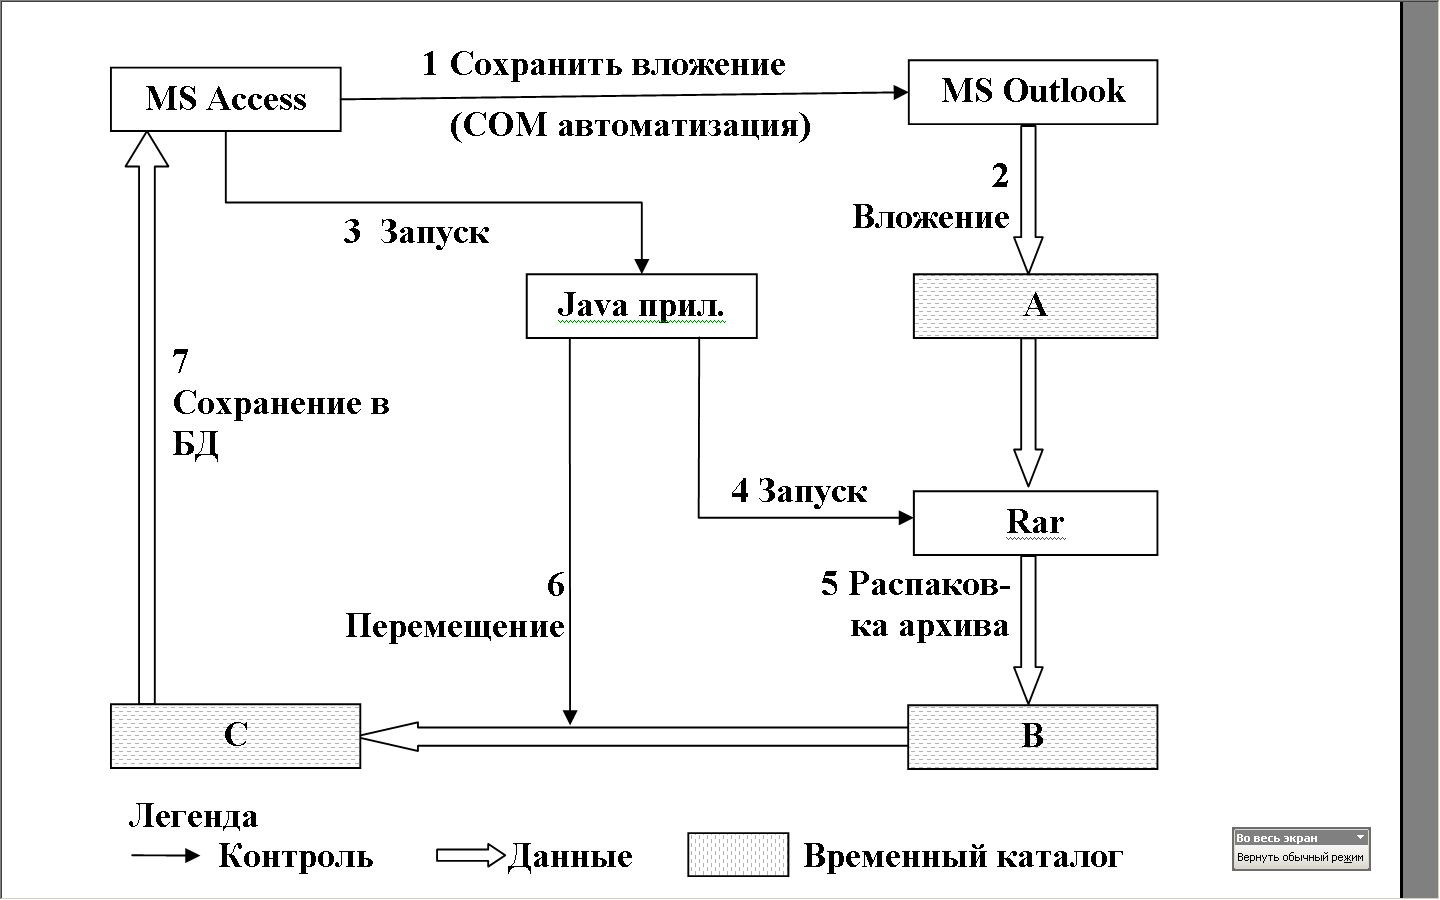 1 Сохранить вложение
MS Access
MS Outlook
(COM автоматизация)
2
Вложение
3 Запуск
Java прил.
A
7
Сохранение в
БД
4 Запуск
Rar
6
Перемещение
5 Распаков-
ка архива
C
B
Легенда
Контроль
Данные
Временный каталог
Во весь экран
Вернуть обычный режим